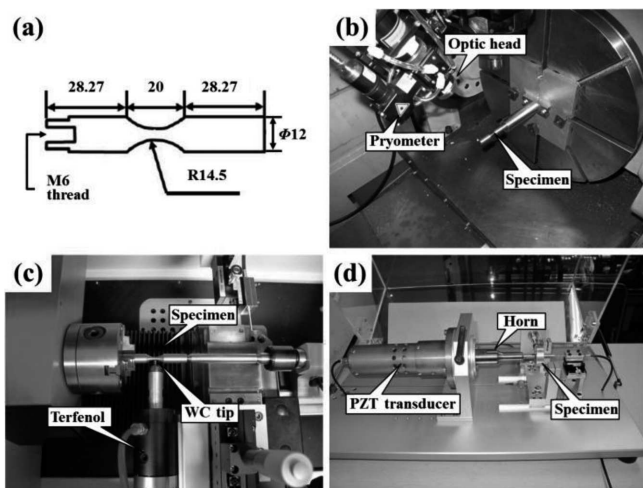 (a)
28.27
20
28.27
Φ12
M6
thread
R14.5
(b)
Optic head
Pryometer
Specimen
(c)
Specimen
WC tip
Terfenol
(d)
Horn
PZT transducer
Specimen